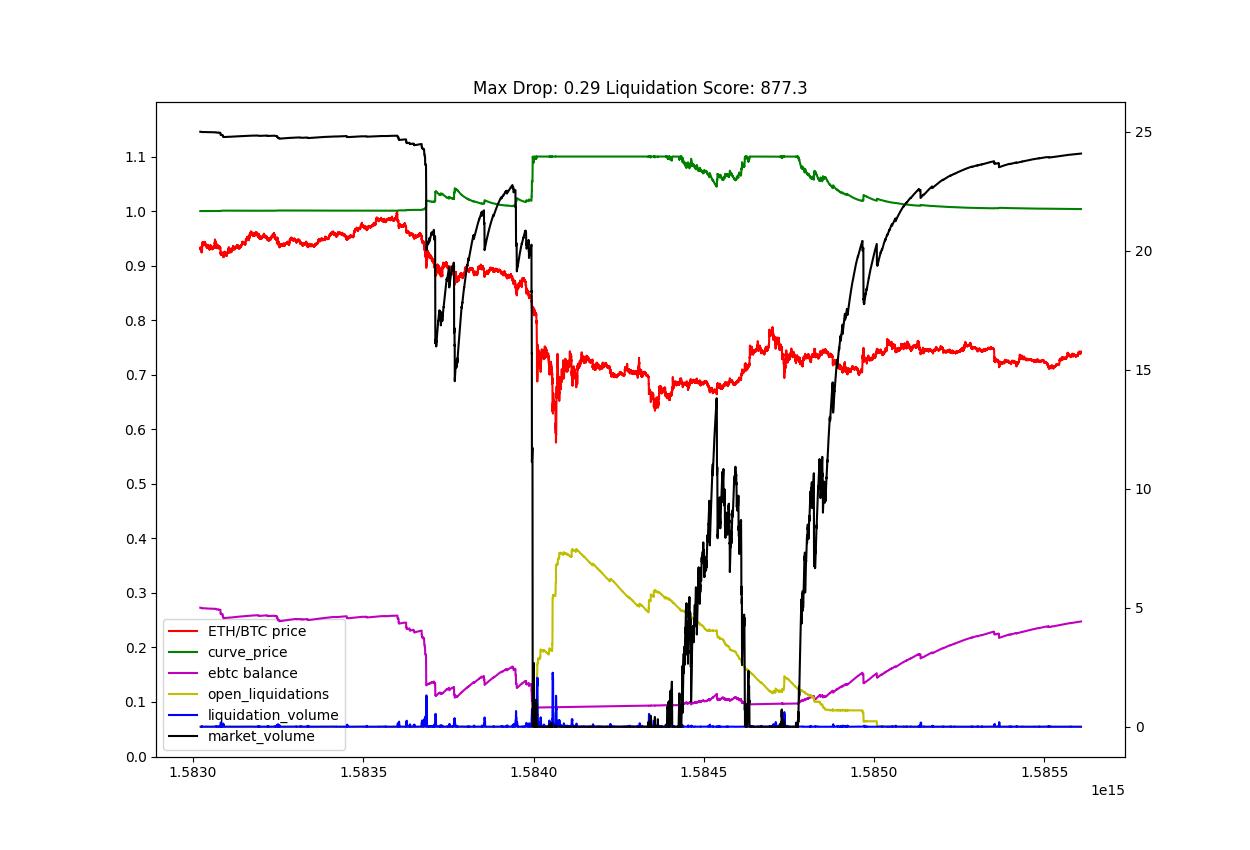 Max Drop: 0.29 Liquidation Score: 877.3
1.1
1.0
0.9
0.8
0.7
0.6
0.5
0.4
0.3
0.2
0.1
0.0
25
20
15
10
5
0
ETH/BTC price
curve_price
ebtc balance
open_liquidations
liquidation_volume
market_volume
1.5830 1.5835 1.5840 1.5845 1.5850 1.5855
1e15